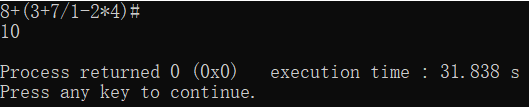 8+(3+7/1-2*4)#
10
Process returned 0 (0x0)   execution time : 31.838 s
Press any key to continue.